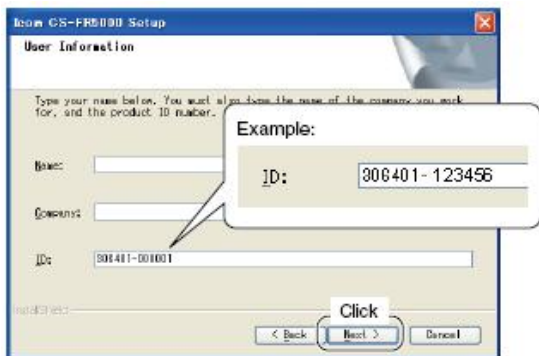 Icom CS-FR5000 Setup
User Information
Type your name below. You must also type the name of the company you work
for, and the product ID number.
Example:
ID: 306401-123456
Name:
Company:
ID: 306401-000001
InstallShield
Click
< Back Next > Cancel